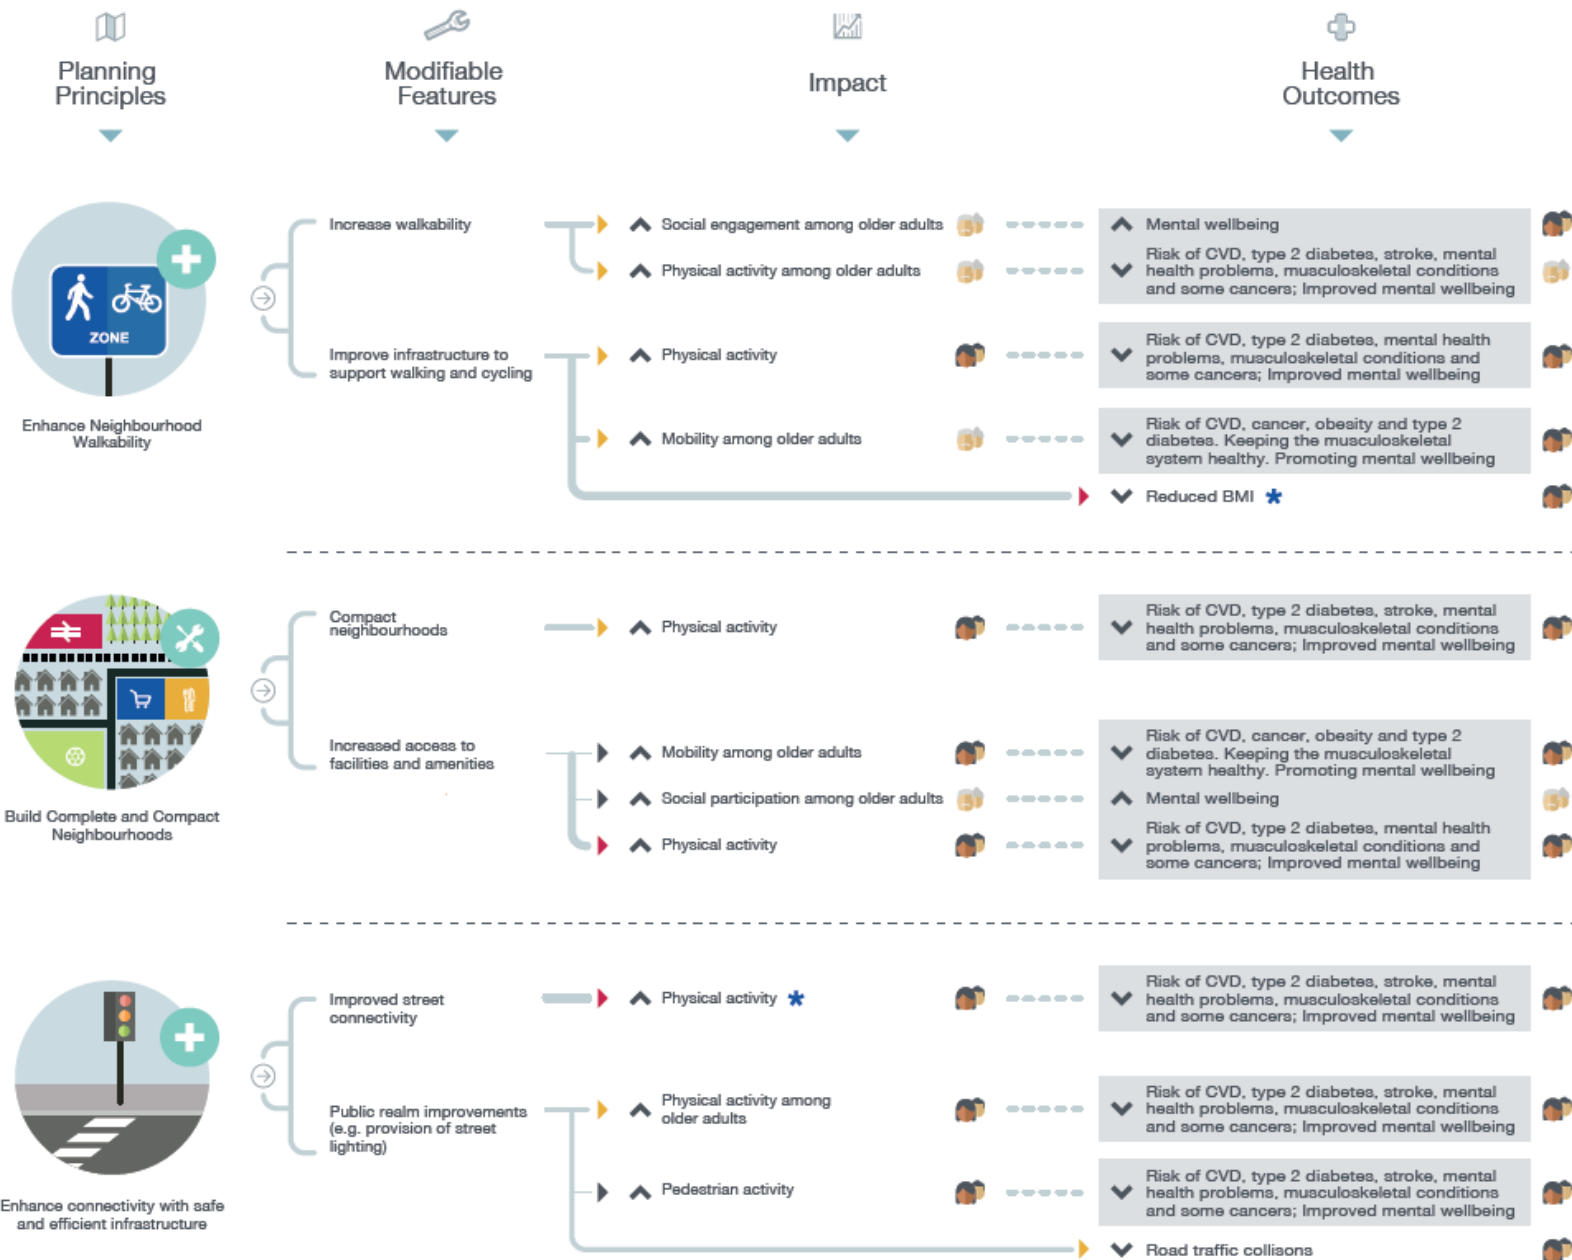 Planning
Principles
Modifiable
Features
Impact
Health
Outcomes
ZONE
Enhance Neighbourhood
Walkability
Increase walkability
Social engagement among older adults
Mental wellbeing
Physical activity among older adults
Risk of CVD, type 2 diabetes, stroke, mental
health problems, musculoskeletal conditions
and some cancers; Improved mental wellbeing
Improve infrastructure to
support walking and cycling
Physical activity
Risk of CVD, type 2 diabetes, mental health
problems, musculoskeletal conditions and
some cancers; Improved mental wellbeing
Mobility among older adults
Risk of CVD, cancer, obesity and type 2
diabetes. Keeping the musculoskeletal
system healthy. Promoting mental wellbeing
Reduced BMI *
Build Complete and Compact
Neighbourhoods
Compact
neighbourhoods
Physical activity
Risk of CVD, type 2 diabetes, stroke, mental
health problems, musculoskeletal conditions
and some cancers; Improved mental wellbeing
Increased access to
facilities and amenities
Mobility among older adults
Risk of CVD, cancer, obesity and type 2
diabetes. Keeping the musculoskeletal
system healthy. Promoting mental wellbeing
Social participation among older adults
Mental wellbeing
Physical activity
Risk of CVD, type 2 diabetes, mental health
problems, musculoskeletal conditions and
some cancers; Improved mental wellbeing
Enhance connectivity with safe
and efficient infrastructure
Improved street
connectivity
Physical activity *
Risk of CVD, type 2 diabetes, stroke, mental
health problems, musculoskeletal conditions
and some cancers; Improved mental wellbeing
Public realm improvements
(e.g. provision of street
lighting)
Physical activity among
older adults
Risk of CVD, type 2 diabetes, stroke, mental
health problems, musculoskeletal conditions
and some cancers; Improved mental wellbeing
Pedestrian activity
Risk of CVD, type 2 diabetes, stroke, mental
health problems, musculoskeletal conditions
and some cancers; Improved mental wellbeing
Road traffic collisons